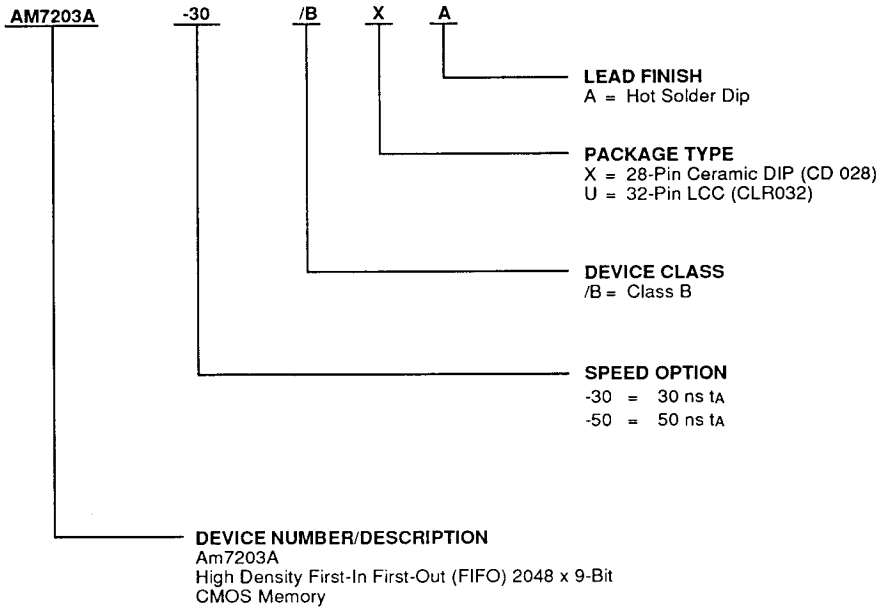 AM7203A -30 /B X A
LEAD FINISH
A = Hot Solder Dip
PACKAGE TYPE
X = 28-Pin Ceramic DIP (CD 028)
U = 32-Pin LCC (CLR032)
DEVICE CLASS
/B = Class B
SPEED OPTION
-30 = 30 ns tA
-50 = 50 ns tA
DEVICE NUMBER/DESCRIPTION
Am7203A
High Density First-In First-Out (FIFO) 2048 x 9-Bit
CMOS Memory